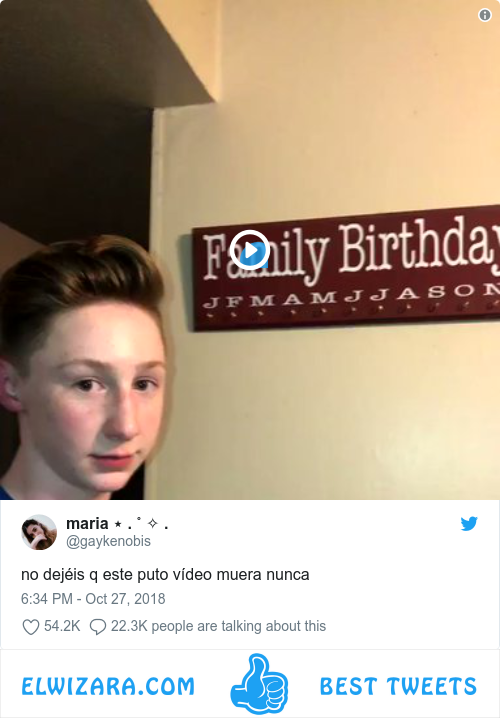 Family Birthday
J F M A M J J A S O N
maria ⋆ . ˚ ✧ .
@gaykenobis
no dejéis q este puto vídeo muera nunca
6:34 PM - Oct 27, 2018
54.2K 22.3K people are talking about this
ELWIZARA.COM BEST TWEETS